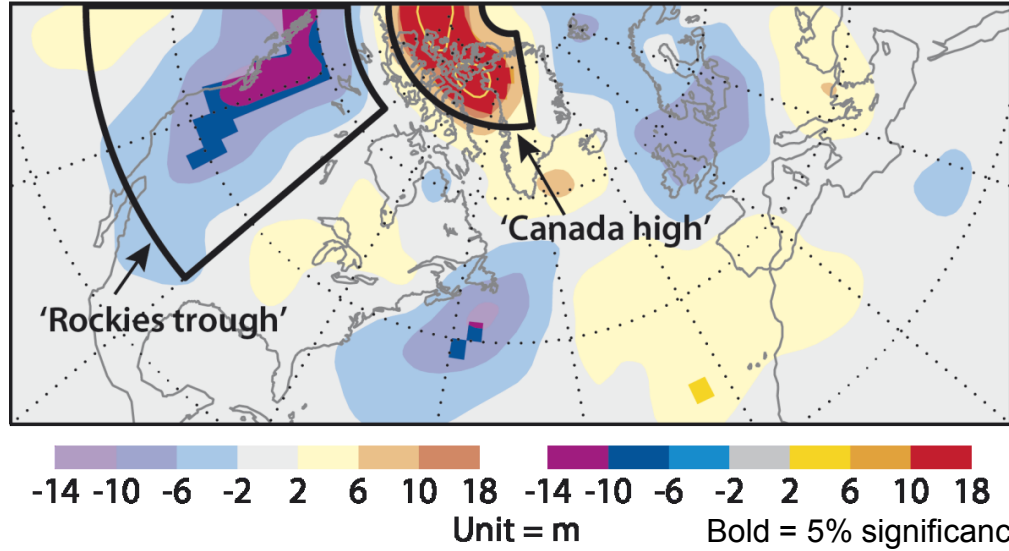 'Canada high'
'Rockies trough'
-14 -10 -6 -2 2 6 10 18 -14 -10 -6 -2 2 6 10 18
Unit = m Bold = 5% significanc